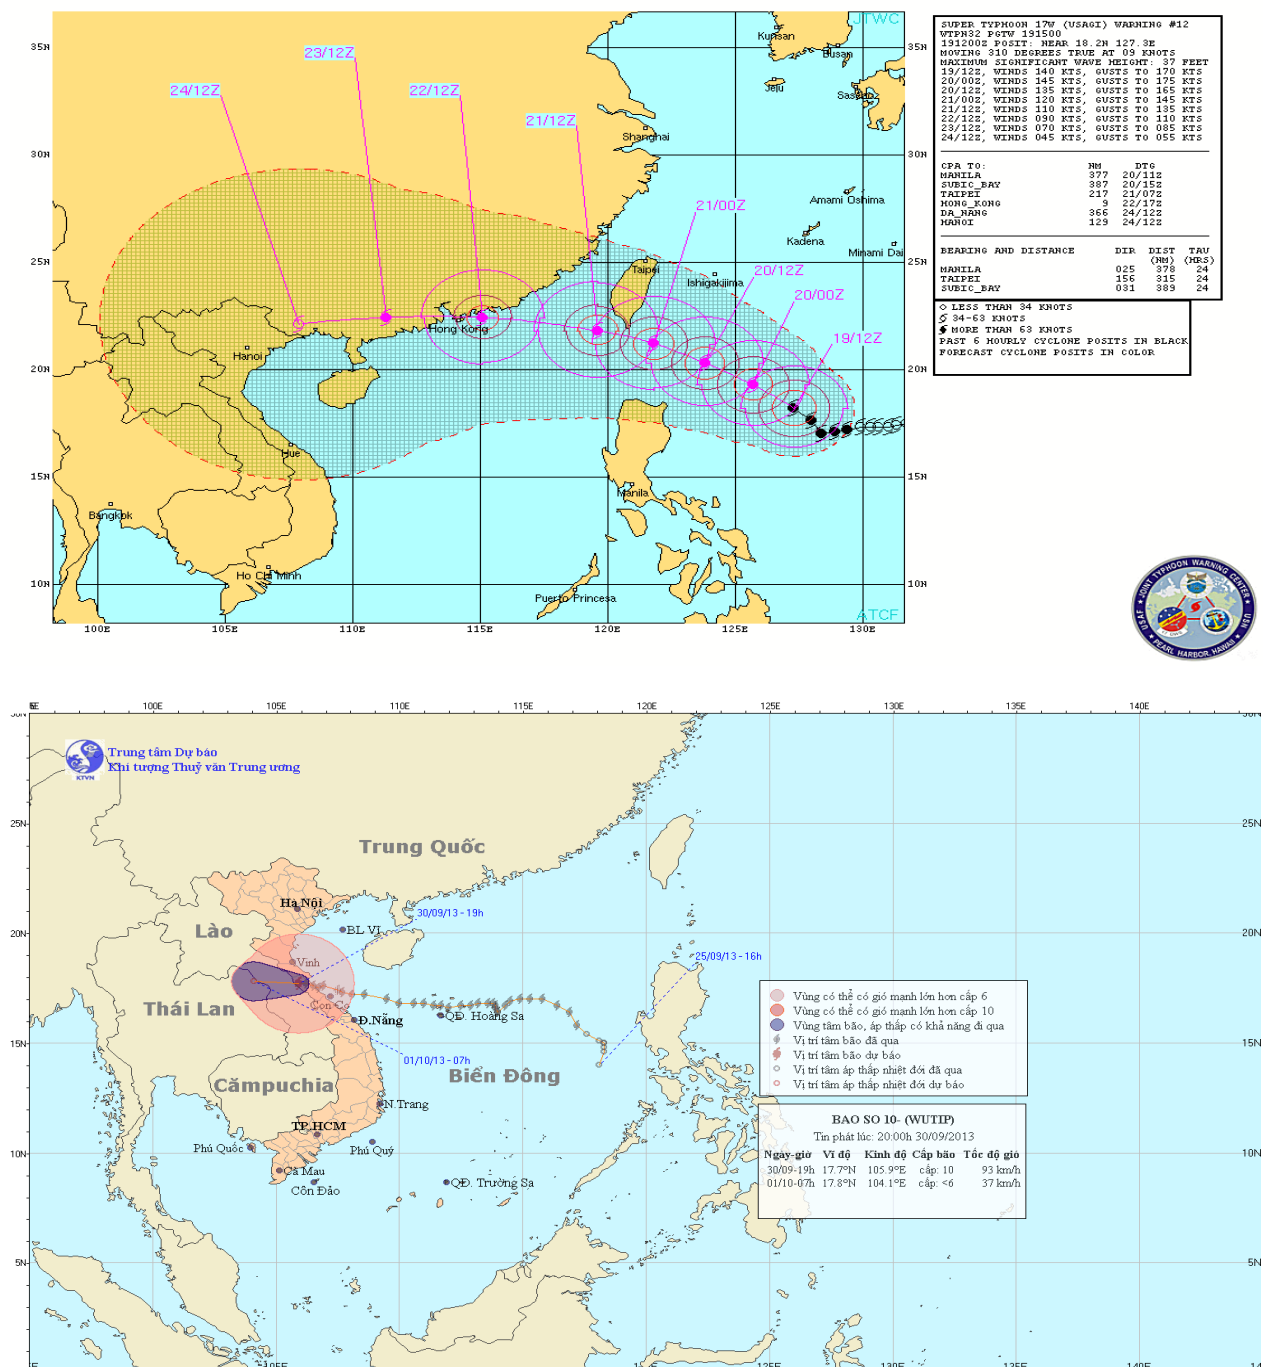 JTWC
35N
30N
25N
20N
15N
10N
35N
30N
25N
20N
15N
10N
100E
105E
110E
115E
120E
125E
130E
24/12Z
23/12Z
22/12Z
21/12Z
21/00Z
20/12Z
20/00Z
19/12Z
Kunsan
Busan
Jeju
Shanghai
Amami Oshima
Kadena
Minami Dai
Taipei
Ishigakijima
Hong Kong
Hanoi
Hue
Manila
Bangkok
Ho Chi Minh
Puerto Princesa
ATCF
SUPER TYPHOON 17W (USAGI) WARNING #12
WTPN32 PGTW 191500
191200Z POSIT: NEAR 18.2N 127.3E
MOVING 310 DEGREES TRUE AT 09 KNOTS
MAXIMUM SIGNIFICANT WAVE HEIGHT: 37 FEET
19/12Z, WINDS 140 KTS, GUSTS TO 170 KTS
20/00Z, WINDS 145 KTS, GUSTS TO 175 KTS
20/12Z, WINDS 135 KTS, GUSTS TO 165 KTS
21/00Z, WINDS 120 KTS, GUSTS TO 145 KTS
21/12Z, WINDS 110 KTS, GUSTS TO 135 KTS
22/12Z, WINDS 090 KTS, GUSTS TO 110 KTS
23/12Z, WINDS 070 KTS, GUSTS TO 085 KTS
24/12Z, WINDS 045 KTS, GUSTS TO 055 KTS
CPA TO: NM DTG
MANILA 377 20/11Z
SUBIC_BAY 387 20/15Z
TAIPEI 217 21/07Z
HONG_KONG 9 22/17Z
DA_NANG 366 24/12Z
HANOI 129 24/12Z
BEARING AND DISTANCE DIR DIST TAU
(NM) (HRS)
MANILA 025 378 24
TAIPEI 156 315 24
SUBIC_BAY 031 389 24
LESS THAN 34 KNOTS
34-63 KNOTS
MORE THAN 63 KNOTS
PAST 6 HOURLY CYCLONE POSITS IN BLACK
FORECAST CYCLONE POSITS IN COLOR
JOINT TYPHOON WARNING CENTER
USAF
USN
PEARL HARBOR, HAWAII
100E
105E
110E
115E
120E
125E
130E
135E
140E
145E
25N
20N
15N
10N
5N
25N
20N
15N
10N
KTVN
Trung tâm Dự báo
Khí tượng Thuỷ văn Trung ương
Trung Quốc
Hà Nội
30/09/13 - 19h
BL VI
Lào
25/09/13 - 16h
Vinh
Thái Lan
Cồn Cỏ
Đ.Nẵng
QĐ. Hoàng Sa
01/10/13 - 07h
Biển Đông
Cămpuchia
N.Trang
TP.HCM
Phú Quốc
Phú Quý
Cà Mau
Côn Đảo
QĐ. Trường Sa
Vùng có thể có gió mạnh lớn hơn cấp 6
Vùng có thể có gió mạnh lớn hơn cấp 10
Vùng tâm bão, áp thấp có khả năng đi qua
Vị trí tâm bão đã qua
Vị trí tâm bão dự báo
Vị trí tâm áp thấp nhiệt đới đã qua
Vị trí tâm áp thấp nhiệt đới dự báo
BAO SO 10- (WUTIP)
Tin phát lúc: 20:00h 30/09/2013
Ngày-giờ Vĩ độ Kinh độ Cấp bão Tốc độ gió
30/09-19h 17.7°N 105.9°E cấp: 10 93 km/h
01/10-07h 17.8°N 104.1°E cấp: <6 37 km/h
105E